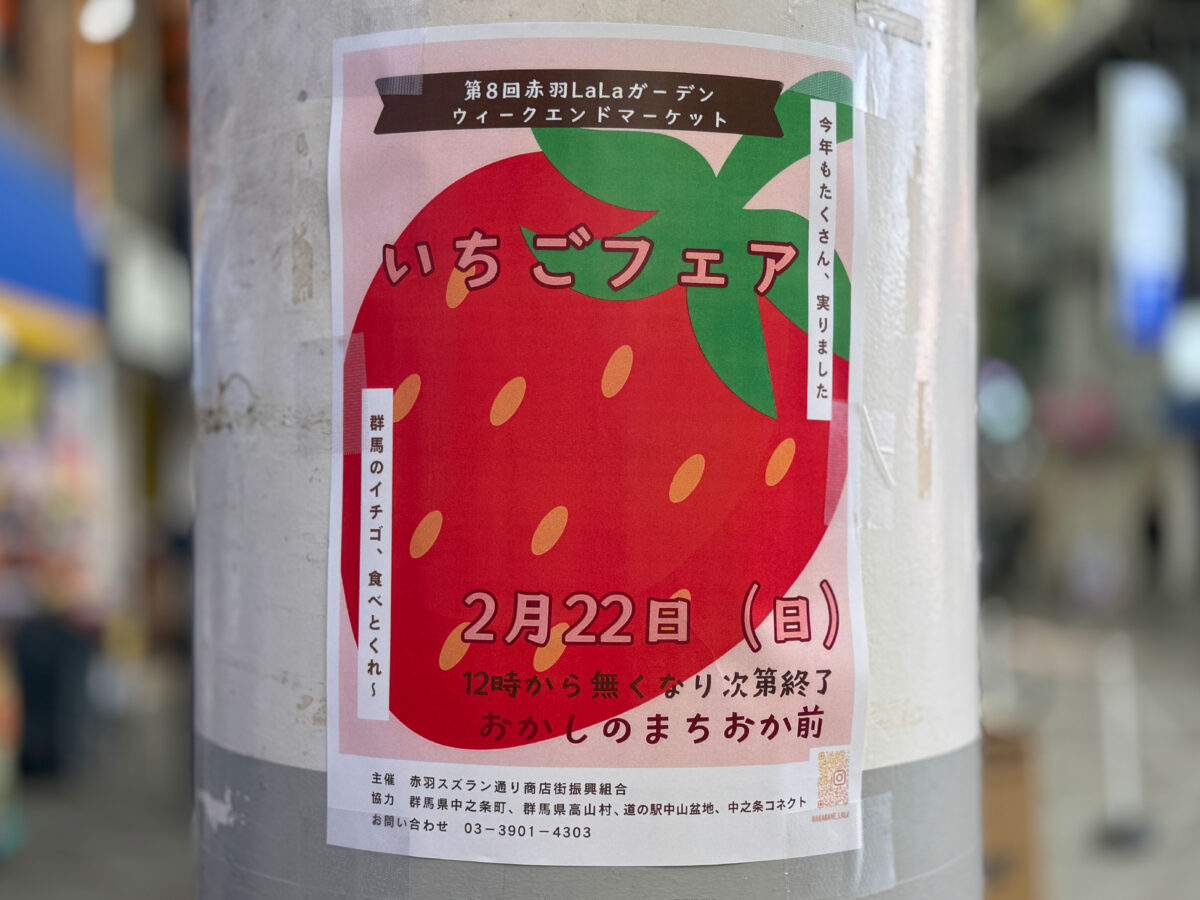 第8回赤羽LaLaガーデン
ウィークエンドマーケット
今年もたくさん、実りました
いちごフェア
群馬のイチゴ、食べとくれ~
2月22日（日）
12時から無くなり次第終了
おかしのまちおか前
主催 赤羽スズラン通り商店街振興組合
協力 群馬県中之条町、群馬県高山村、道の駅中山盆地、中之条コネクト
お問い合わせ 03-3901-4303
@AKABANE_LALA